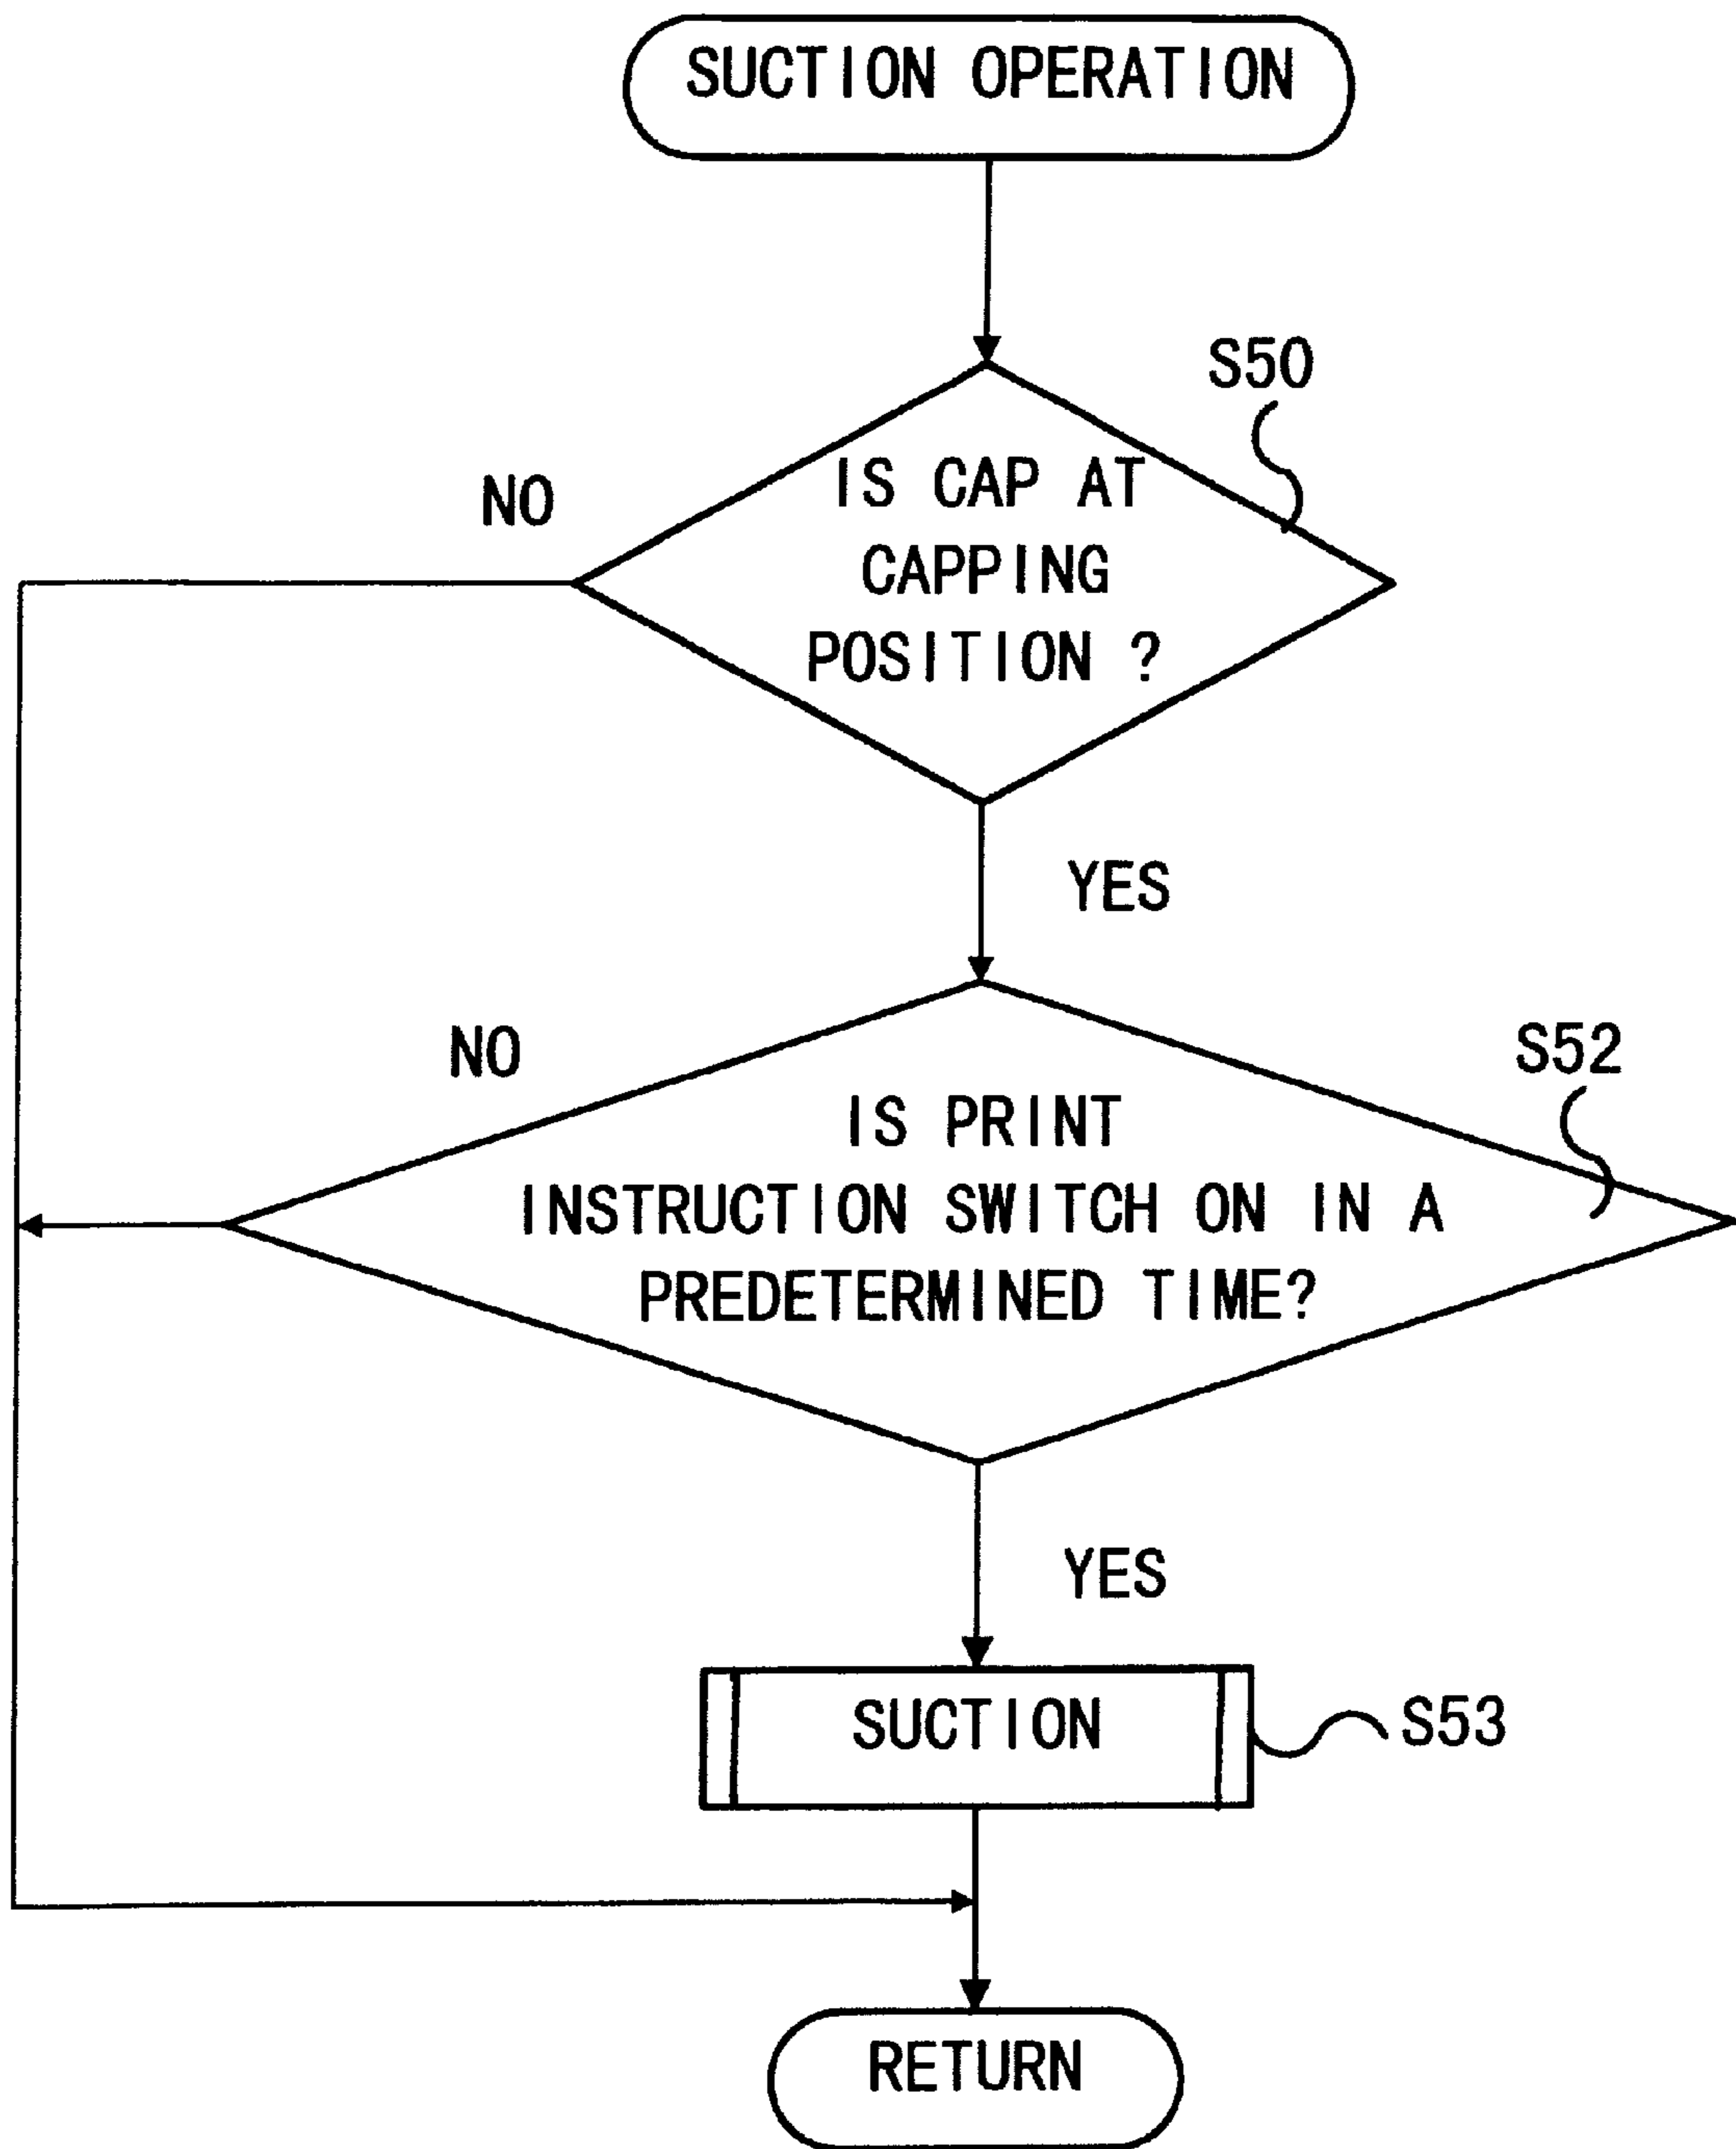 SUCTION OPERATION
S50
NO
IS CAP AT
CAPPING
POSITION ?
YES
NO
S52
IS PRINT
INSTRUCTION SWITCH ON IN A
PREDETERMINED TIME?
YES
SUCTION
S53
RETURN